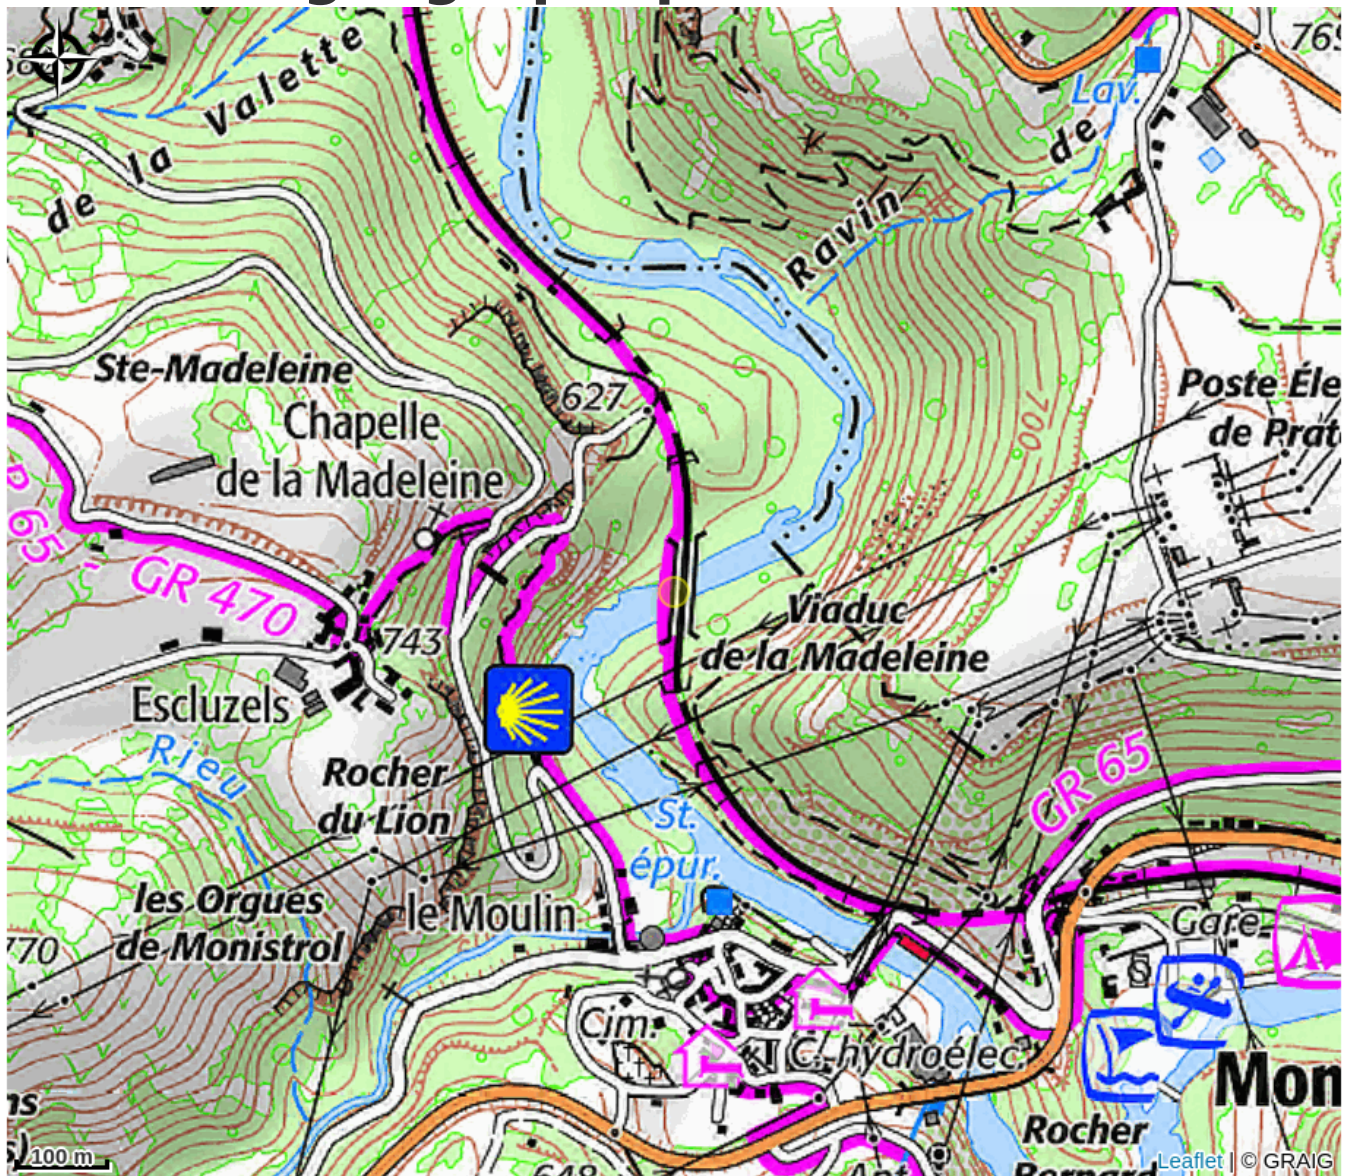 Valette
la
de
Lav.
de
Ravin
Ste-Madeleine
627
Chapelle
de la Madeleine
700
Poste Éle
de Prat
GR 470
743
Viaduc
de la Madeleine
Escluzels
Rieu
Rocher
du Lion
GR 65
St.
épur.
les Orgues
de Monistrol
le Moulin
Gare
770
Cim.
C. hydroélec.
Mon
Rocher
100 m
Leaflet | © GRAIG